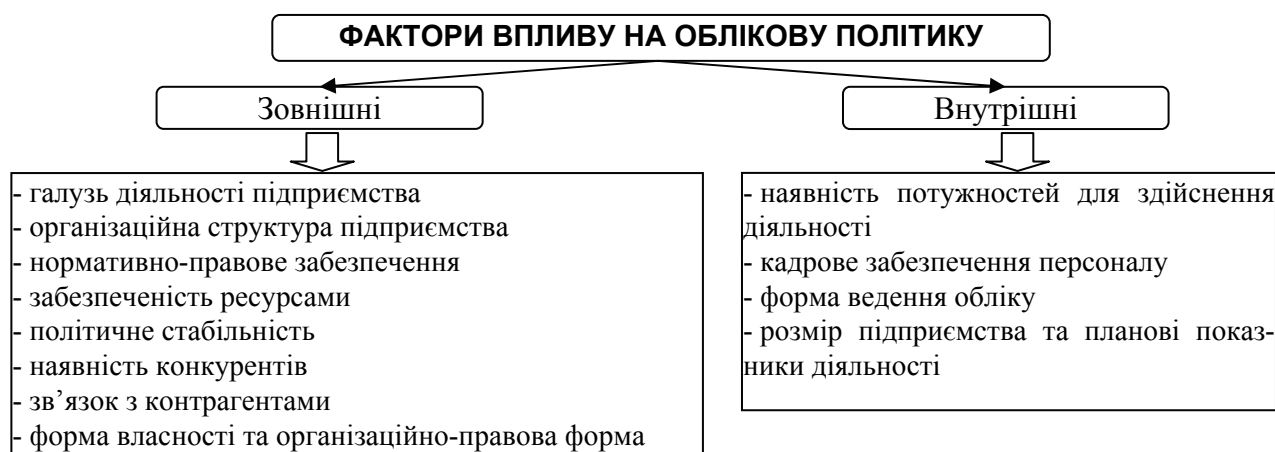 ФАКТОРИ ВПЛИВУ НА ОБЛІКОВУ ПОЛІТИКУ
Зовнішні
Внутрішні
- галузь діяльності підприємства
- організаційна структура підприємства
- нормативно-правове забезпечення
- забезпеченість ресурсами
- політичне стабільність
- наявність конкурентів
- зв’язок з контрагентами
- форма власності та організаційно-правова форма
- наявність потужностей для здійснення
діяльності
- кадрове забезпечення персоналу
- форма ведення обліку
- розмір підприємства та планові показ-
ники діяльності